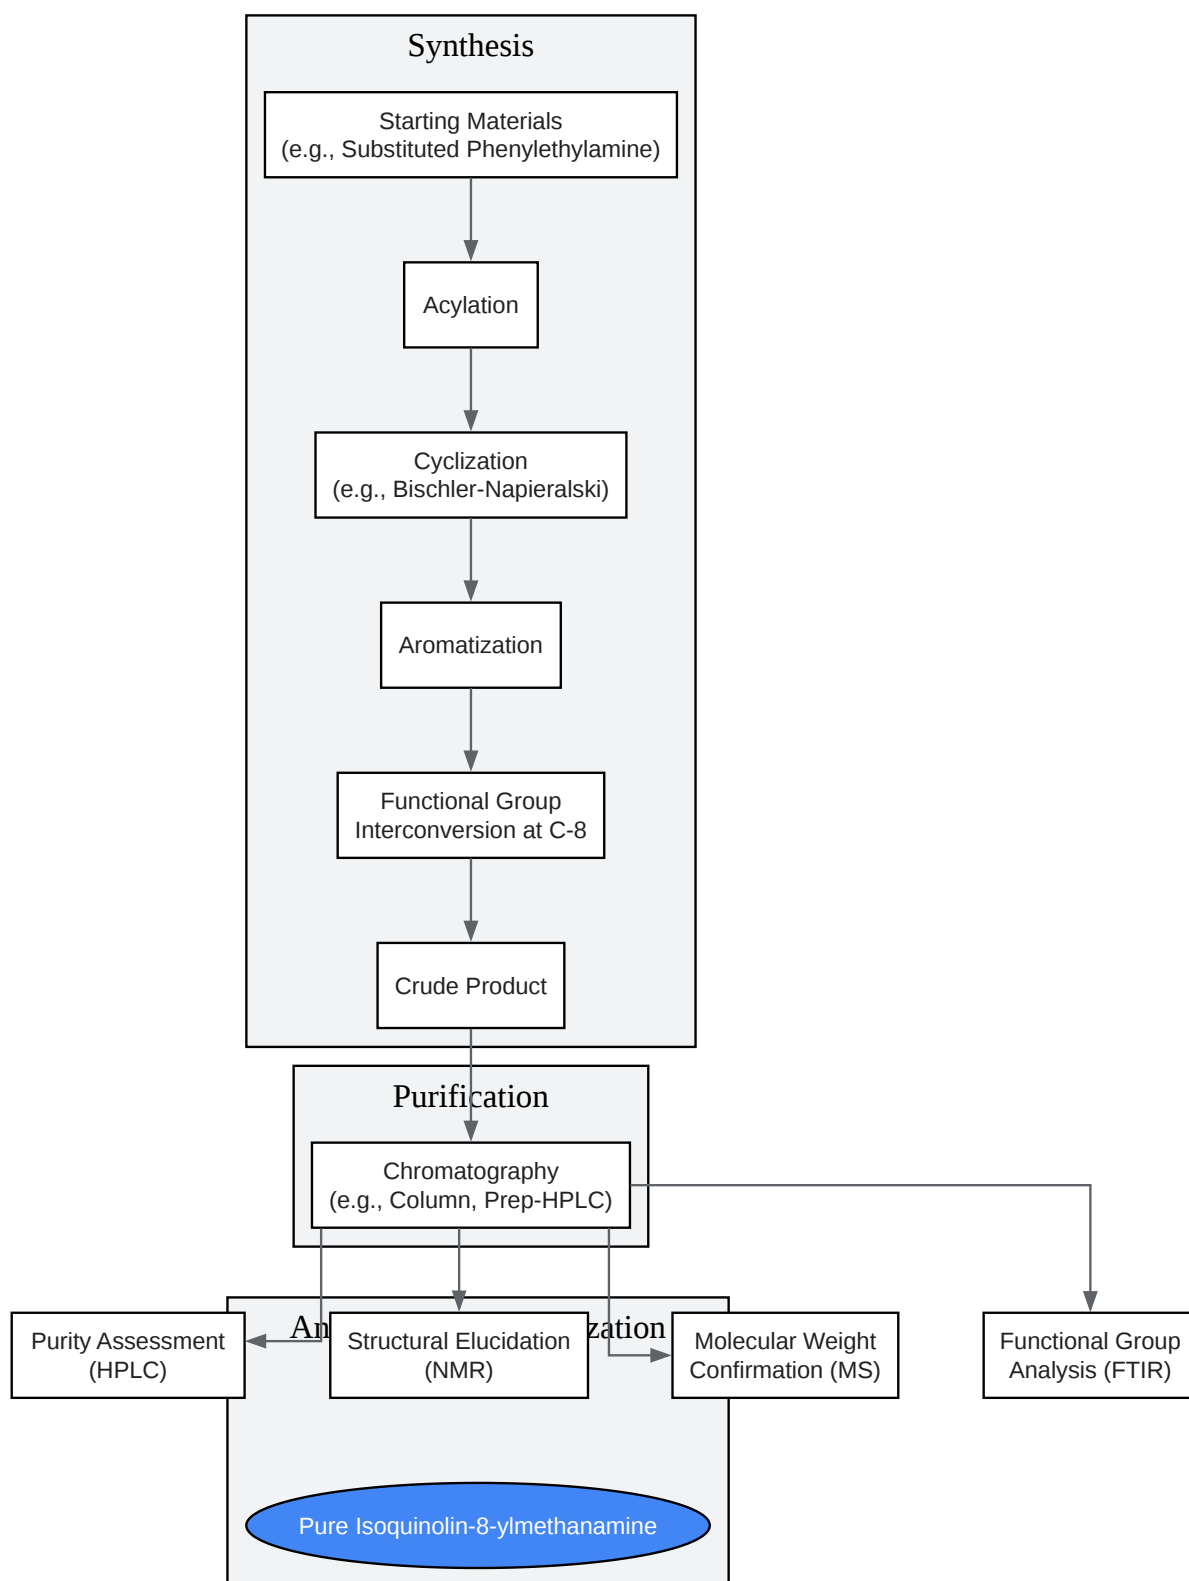 Synthesis
Starting Materials
(e.g., Substituted Phenylethylamine)
Acylation
Cyclization
(e.g., Bischler-Napieralski)
Aromatization
Functional Group
Interconversion at C-8
Crude Product
Purification
Chromatography
(e.g., Column, Prep-HPLC)
Purity Assessment
(HPLC)
Structural Elucidation
(NMR)
Molecular Weight
Confirmation (MS)
Functional Group
Analysis (FTIR)
Pure Isoquinolin-8-ylmethanamine